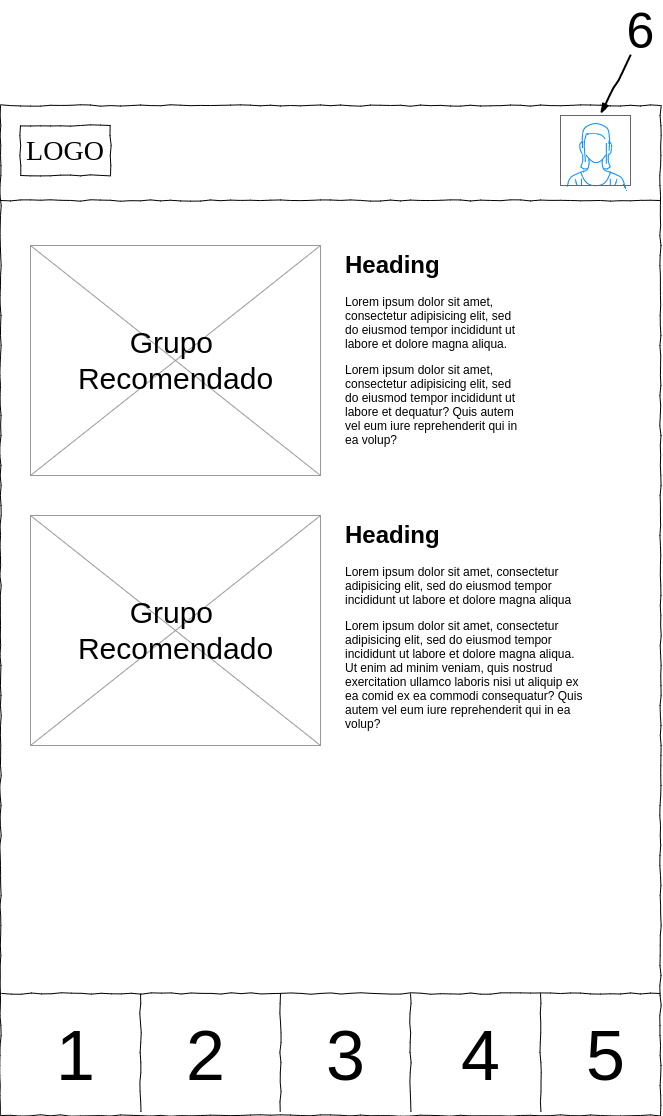 6
LOGO
Grupo
Recomendado
Heading
Lorem ipsum dolor sit amet,
consectetur adipisicing elit, sed
do eiusmod tempor incididunt ut
labore et dolore magna aliqua.
Lorem ipsum dolor sit amet,
consectetur adipisicing elit, sed
do eiusmod tempor incididunt ut
labore et dequatur? Quis autem
vel eum iure reprehenderit qui in
ea volup?
Grupo
Recomendado
Heading
Lorem ipsum dolor sit amet, consectetur
adipisicing elit, sed do eiusmod tempor
incididunt ut labore et dolore magna aliqua
Lorem ipsum dolor sit amet, consectetur
adipisicing elit, sed do eiusmod tempor
incididunt ut labore et dolore magna aliqua.
Ut enim ad minim veniam, quis nostrud
exercitation ullamco laboris nisi ut aliquip ex
ea comid ex ea commodi consequatur? Quis
autem vel eum iure reprehenderit qui in ea
volup?
1 2 3 4 5